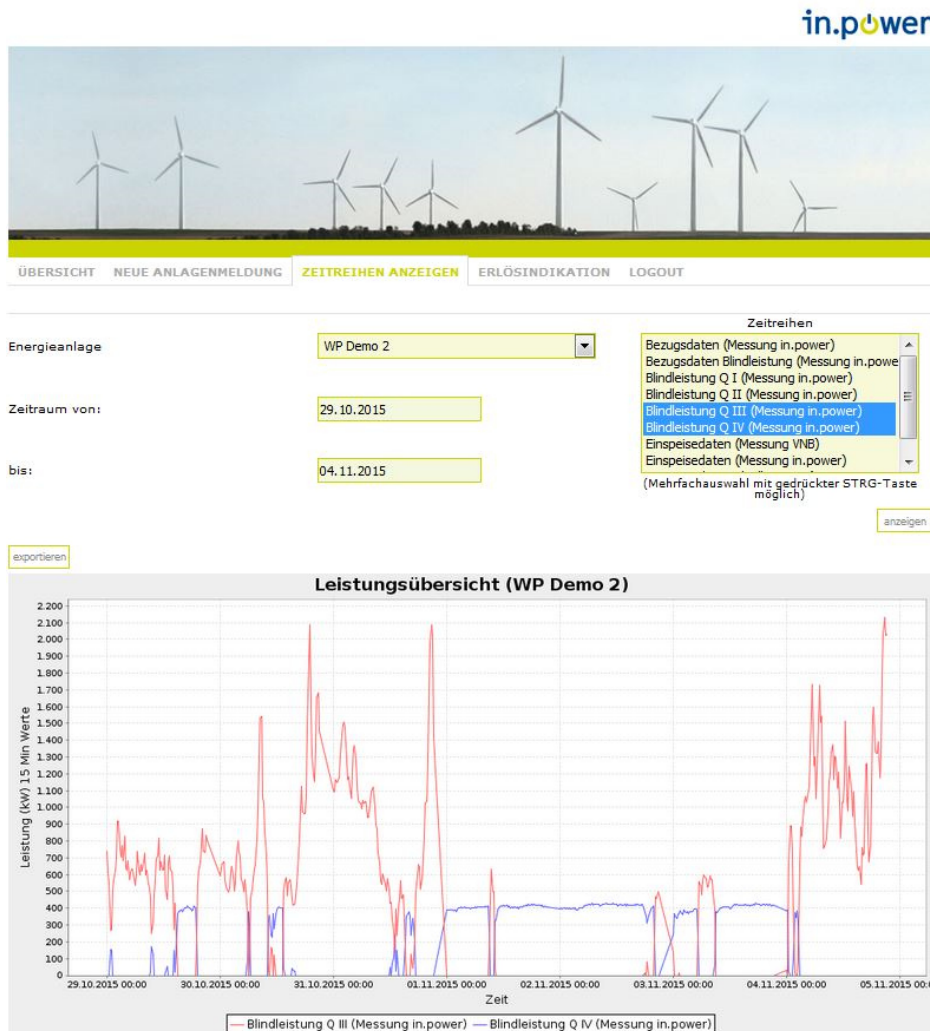 in.power
ÜBERSICHT NEUE ANLAGENMELDUNG ZEITREIHEN ANZEIGEN ERLÖSINDIKATION LOGOUT
Zeitreihen
Energieanlage
WP Demo 2
Bezugsdaten (Messung in.power)
Bezugsdaten Blindleistung (Messung in.powe
Blindleistung Q I (Messung in.power)
Blindleistung Q II (Messung in.power)
Zeitraum von:
29.10.2015
Blindleistung Q III (Messung in.power)
Blindleistung Q IV (Messung in.power)
Einspeisedaten (Messung VNB)
Einspeisedaten (Messung in.power)
bis:
04.11.2015
(Mehrfachauswahl mit gedrückter STRG-Taste
möglich)
anzeigen
exportieren
Leistungsübersicht (WP Demo 2)
Leistung (kW) 15 Min Werte
2.200
2.100
2.000
1.900
1.800
1.700
1.600
1.500
1.400
1.300
1.200
1.100
1.000
900
800
700
600
500
400
300
200
100
0
29.10.2015 00:00 30.10.2015 00:00 31.10.2015 00:00 01.11.2015 00:00 02.11.2015 00:00 03.11.2015 00:00 04.11.2015 00:00 05.11.2015 00:0
Zeit
Blindleistung Q III (Messung in.power) Blindleistung Q IV (Messung in.power)